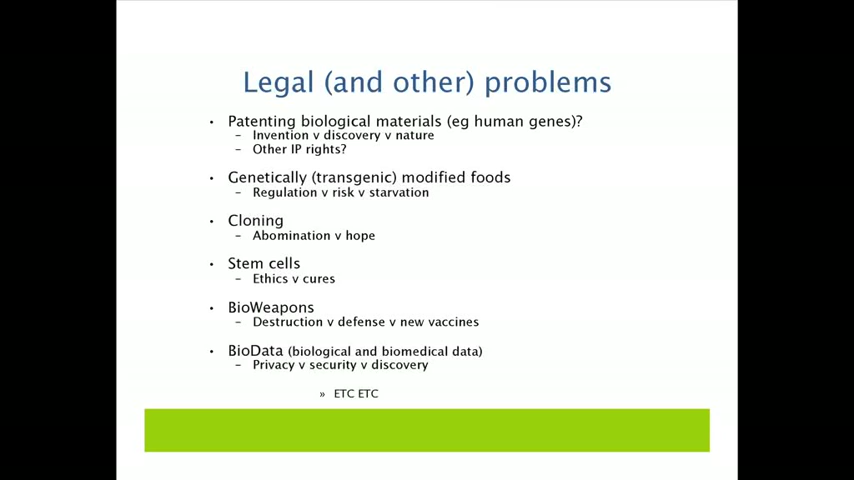 Legal (and other) problems
• Patenting biological materials (eg human genes)?
– Invention v discovery v nature
– Other IP rights?
• Genetically (transgenic) modified foods
– Regulation v risk v starvation
• Cloning
– Abomination v hope
• Stem cells
– Ethics v cures
• BioWeapons
– Destruction v defense v new vaccines
• BioData (biological and biomedical data)
– Privacy v security v discovery
» ETC ETC